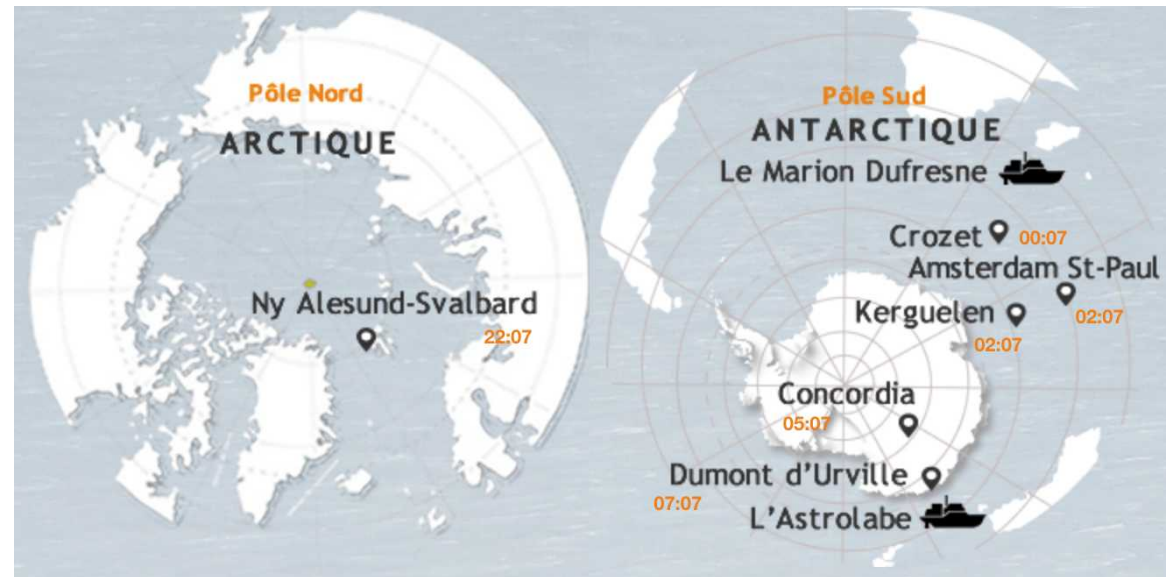 Pôle Nord
ARCTIQUE
Ny Alesund-Svalbard
22:07
Pôle Sud
ANTARCTIQUE
Le Marion Dufresne
Crozet 00:07
Amsterdam St-Paul
02:07
Kerguelen
02:07
Concordia
05:07
Dumont d'Urville
07:07
L'Astrolabe